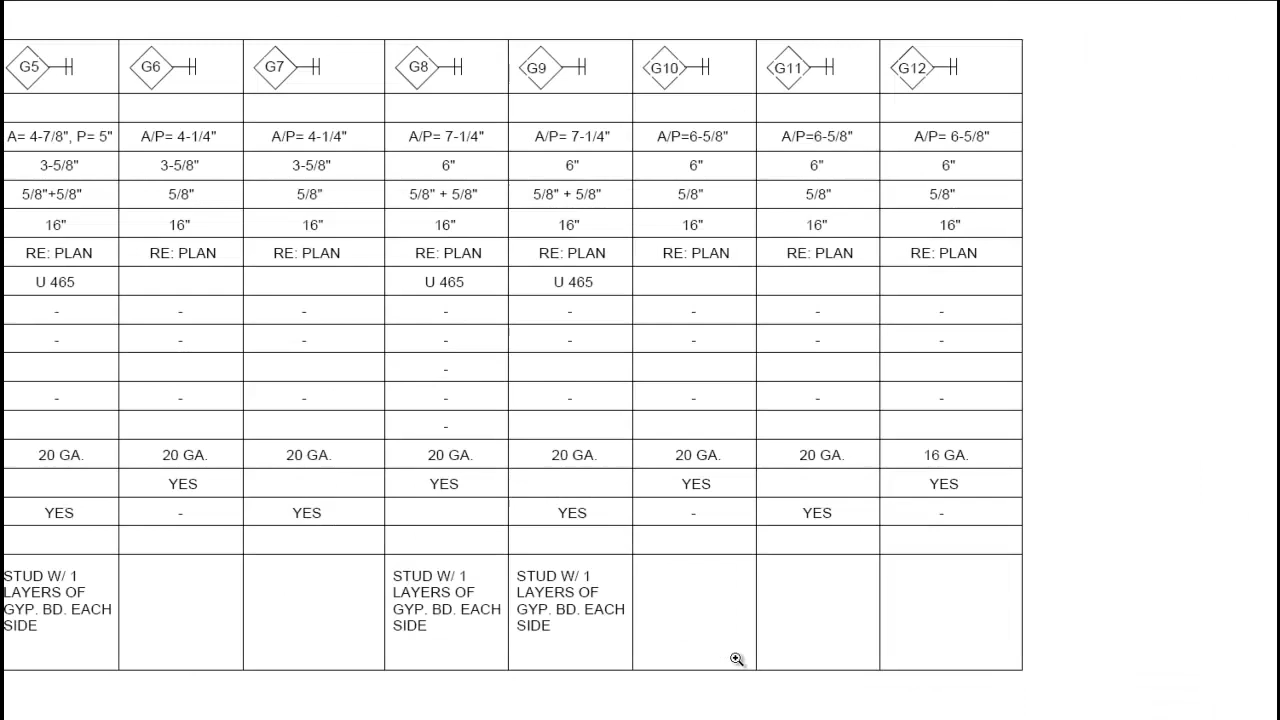 G5 G6 G7 G8 G9 G10 G11 G12
A= 4-7/8", P= 5" A/P= 4-1/4" A/P= 4-1/4" A/P= 7-1/4" A/P= 7-1/4" A/P=6-5/8" A/P=6-5/8" A/P= 6-5/8"
3-5/8" 3-5/8" 3-5/8" 6" 6" 6" 6" 6"
5/8"+5/8" 5/8" 5/8" 5/8" + 5/8" 5/8" + 5/8" 5/8" 5/8" 5/8"
16" 16" 16" 16" 16" 16" 16" 16"
RE: PLAN RE: PLAN RE: PLAN RE: PLAN RE: PLAN RE: PLAN RE: PLAN RE: PLAN
U 465 U 465 U 465
- - - - - - - -
- - - - - - - -
-
- - - - - - - -
-
20 GA. 20 GA. 20 GA. 20 GA. 20 GA. 20 GA. 20 GA. 16 GA.
YES YES YES YES
YES - YES YES - YES -
STUD W/ 1
LAYERS OF
GYP. BD. EACH
SIDE
STUD W/ 1
LAYERS OF
GYP. BD. EACH
SIDE
STUD W/ 1
LAYERS OF
GYP. BD. EACH
SIDE